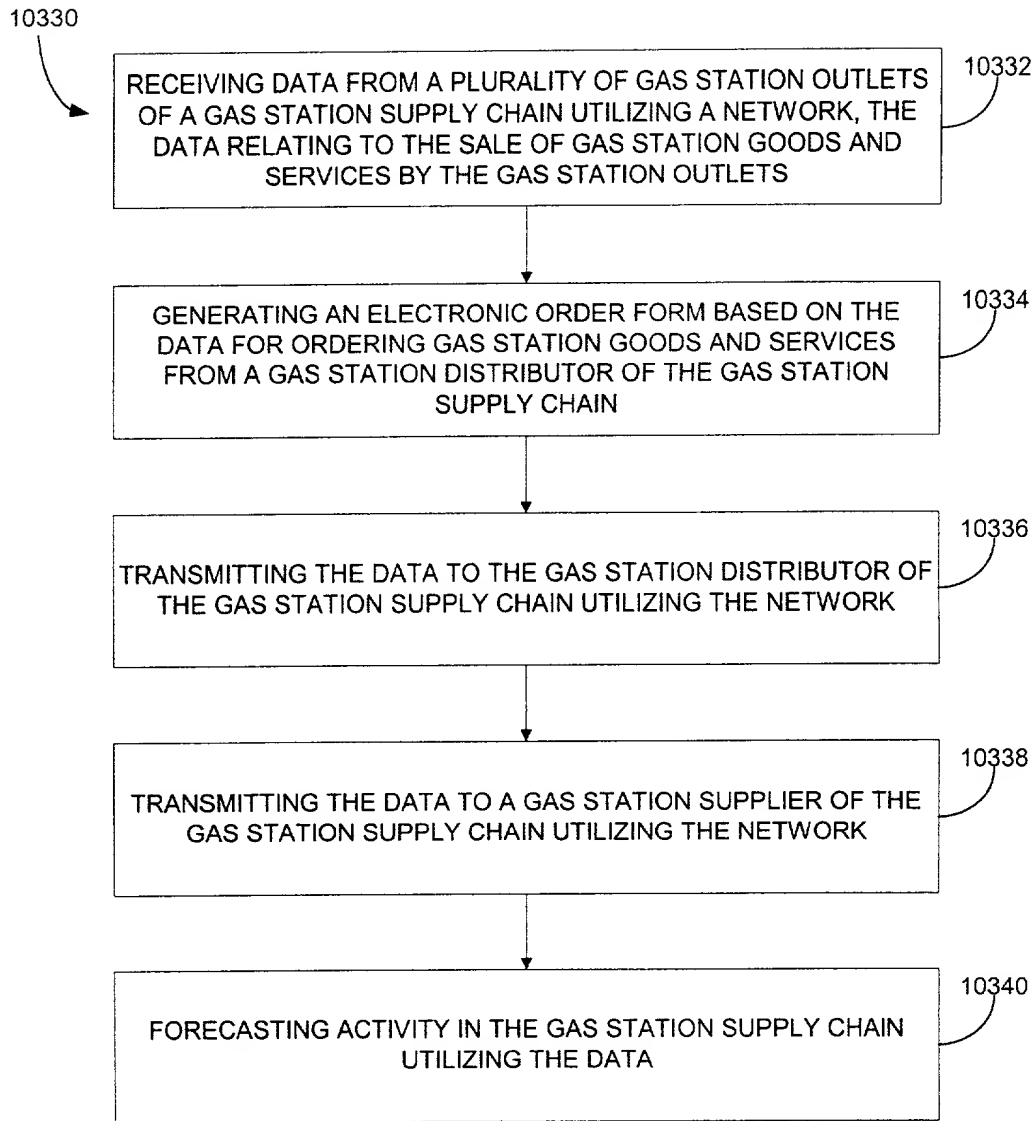 10330
RECEIVING DATA FROM A PLURALITY OF GAS STATION OUTLETS
OF A GAS STATION SUPPLY CHAIN UTILIZING A NETWORK, THE
DATA RELATING TO THE SALE OF GAS STATION GOODS AND
SERVICES BY THE GAS STATION OUTLETS
10332
GENERATING AN ELECTRONIC ORDER FORM BASED ON THE
DATA FOR ORDERING GAS STATION GOODS AND SERVICES
FROM A GAS STATION DISTRIBUTOR OF THE GAS STATION
SUPPLY CHAIN
10334
TRANSMITTING THE DATA TO THE GAS STATION DISTRIBUTOR OF
THE GAS STATION SUPPLY CHAIN UTILIZING THE NETWORK
10336
TRANSMITTING THE DATA TO A GAS STATION SUPPLIER OF THE
GAS STATION SUPPLY CHAIN UTILIZING THE NETWORK
10338
FORECASTING ACTIVITY IN THE GAS STATION SUPPLY CHAIN
UTILIZING THE DATA
10340